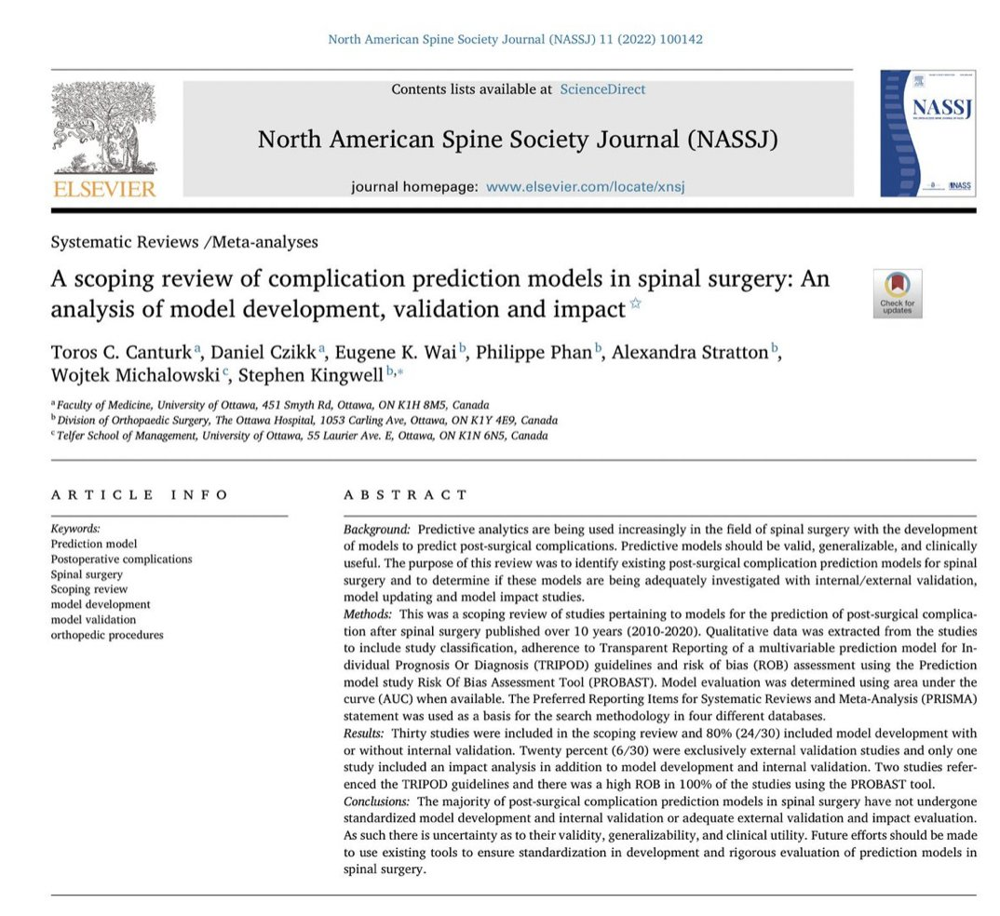 North American Spine Society Journal (NASSJ) 11 (2022) 100142
Contents lists available at ScienceDirect
North American Spine Society Journal (NASSJ)
journal homepage: www.elsevier.com/locate/xnsj
ELSEVIER
NASSJ
NASS
Systematic Reviews /Meta-analyses
A scoping review of complication prediction models in spinal surgery: An
analysis of model development, validation and impact ☆
Check for
updates
Toros C. Canturk a, Daniel Czikk a, Eugene K. Wai b, Philippe Phan b, Alexandra Stratton b,
Wojtek Michalowski c, Stephen Kingwell b,*
a Faculty of Medicine, University of Ottawa, 451 Smyth Rd, Ottawa, ON K1H 8M5, Canada
b Division of Orthopaedic Surgery, The Ottawa Hospital, 1053 Carling Ave, Ottawa, ON K1Y 4E9, Canada
c Telfer School of Management, University of Ottawa, 55 Laurier Ave. E, Ottawa, ON K1N 6N5, Canada
ARTICLE INFO
Keywords:
Prediction model
Postoperative complications
Spinal surgery
Scoping review
model development
model validation
orthopedic procedures
ABSTRACT
Background: Predictive analytics are being used increasingly in the field of spinal surgery with the development
of models to predict post-surgical complications. Predictive models should be valid, generalizable, and clinically
useful. The purpose of this review was to identify existing post-surgical complication prediction models for spinal
surgery and to determine if these models are being adequately investigated with internal/external validation,
model updating and model impact studies.
Methods: This was a scoping review of studies pertaining to models for the prediction of post-surgical complica-
tion after spinal surgery published over 10 years (2010-2020). Qualitative data was extracted from the studies
to include study classification, adherence to Transparent Reporting of a multivariable prediction model for In-
dividual Prognosis Or Diagnosis (TRIPOD) guidelines and risk of bias (ROB) assessment using the Prediction
model study Risk Of Bias Assessment Tool (PROBAST). Model evaluation was determined using area under the
curve (AUC) when available. The Preferred Reporting Items for Systematic Reviews and Meta-Analysis (PRISMA)
statement was used as a basis for the search methodology in four different databases.
Results: Thirty studies were included in the scoping review and 80% (24/30) included model development with
or without internal validation. Twenty percent (6/30) were exclusively external validation studies and only one
study included an impact analysis in addition to model development and internal validation. Two studies refer-
enced the TRIPOD guidelines and there was a high ROB in 100% of the studies using the PROBAST tool.
Conclusions: The majority of post-surgical complication prediction models in spinal surgery have not undergone
standardized model development and internal validation or adequate external validation and impact evaluation.
As such there is uncertainty as to their validity, generalizability, and clinical utility. Future efforts should be made
to use existing tools to ensure standardization in development and rigorous evaluation of prediction models in
spinal surgery.